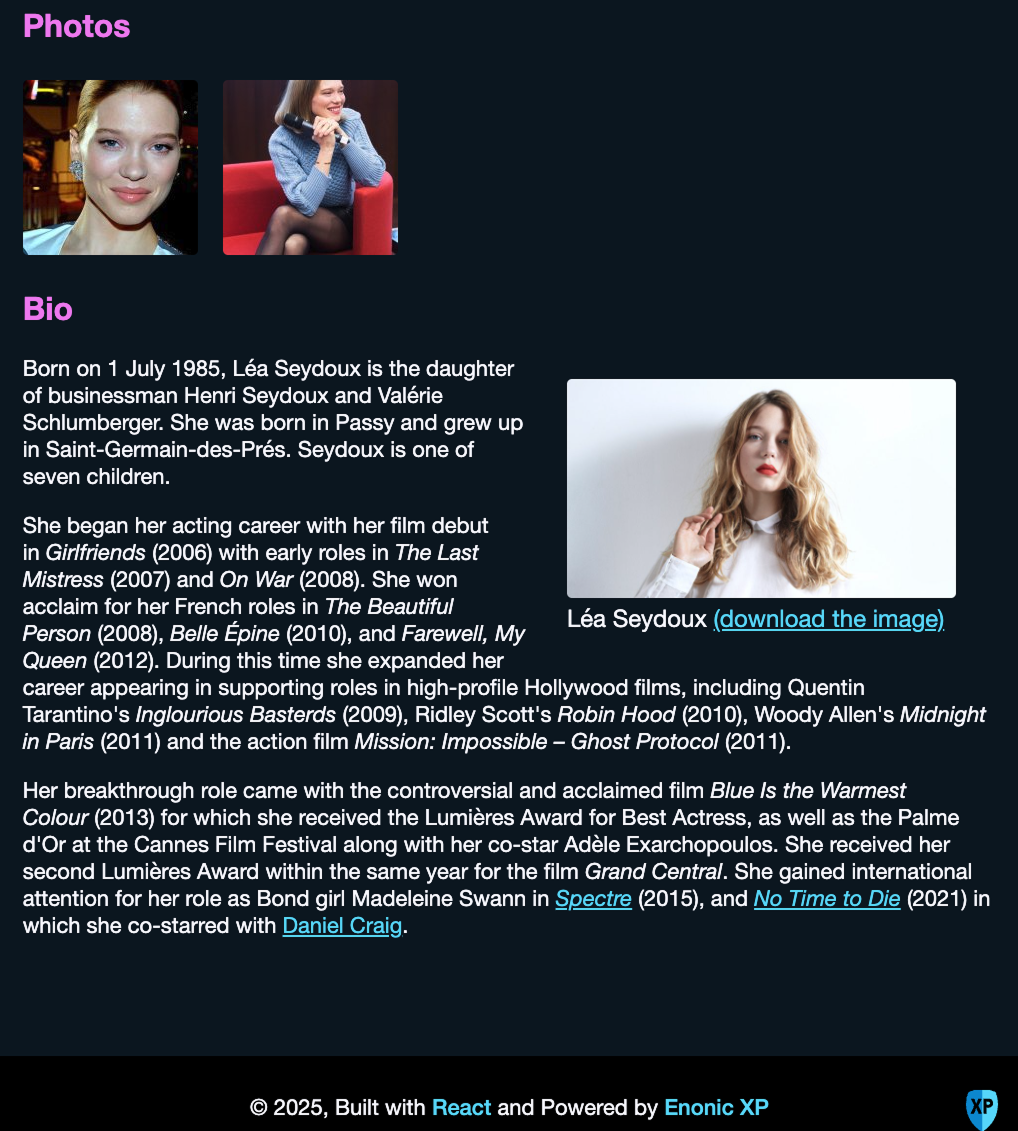 Photos
Bio
Born on 1 July 1985, Léa Seydoux is the daughter
of businessman Henri Seydoux and Valérie
Schlumberger. She was born in Passy and grew up
in Saint-Germain-des-Prés. Seydoux is one of
seven children.
She began her acting career with her film debut
in Girlfriends (2006) with early roles in The Last
Mistress (2007) and On War (2008). She won
acclaim for her French roles in The Beautiful
Person (2008), Belle Épine (2010), and Farewell, My
Queen (2012). During this time she expanded her
career appearing in supporting roles in high-profile Hollywood films, including Quentin
Tarantino's Inglourious Basterds (2009), Ridley Scott's Robin Hood (2010), Woody Allen's Midnight
in Paris (2011) and the action film Mission: Impossible – Ghost Protocol (2011).
Léa Seydoux (download the image)
Her breakthrough role came with the controversial and acclaimed film Blue Is the Warmest
Colour (2013) for which she received the Lumières Award for Best Actress, as well as the Palme
d'Or at the Cannes Film Festival along with her co-star Adèle Exarchopoulos. She received her
second Lumières Award within the same year for the film Grand Central. She gained international
attention for her role as Bond girl Madeleine Swann in Spectre (2015), and No Time to Die (2021) in
which she co-starred with Daniel Craig.
© 2025, Built with React and Powered by Enonic XP
XP